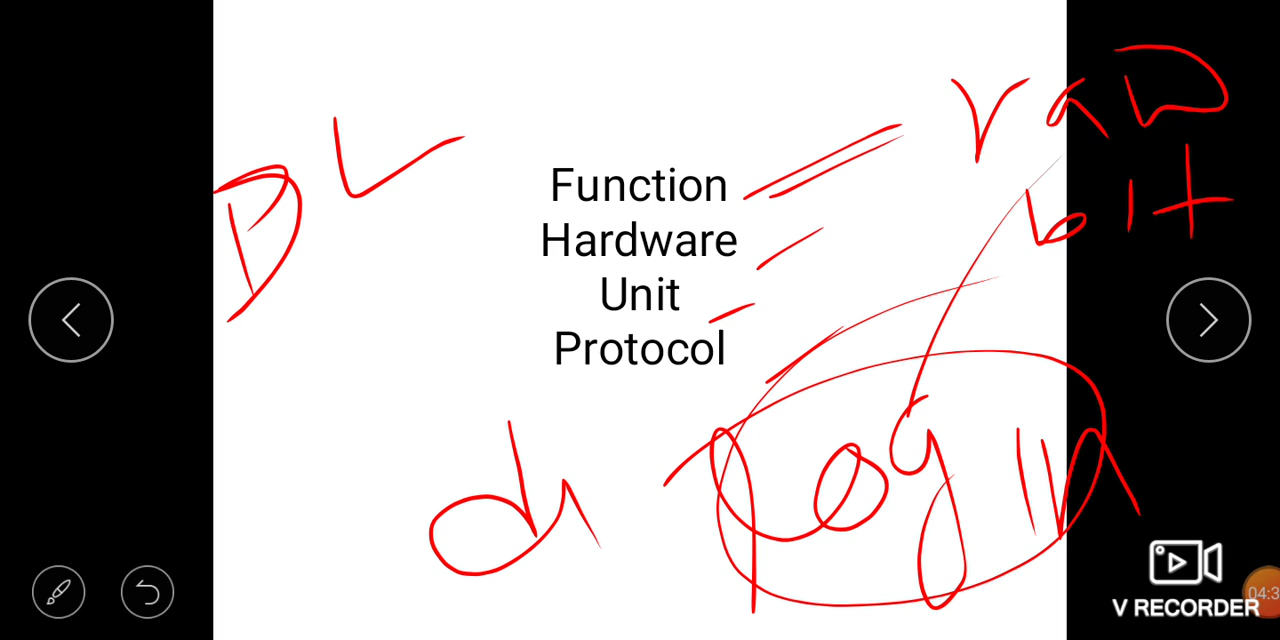 raw
bit
DL
Function
Hardware
Unit
Protocol
login
V RECORDER